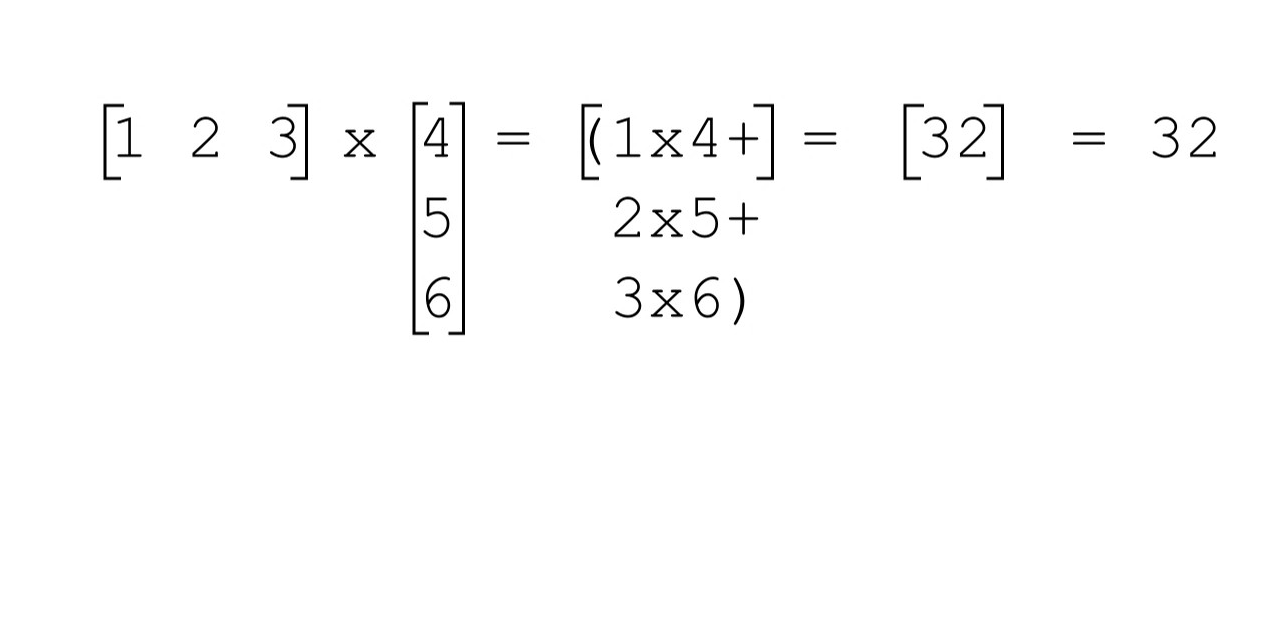 [1 2 3] x [4] = [(1x4+] = [32] = 32
5 2x5+
6 3x6)